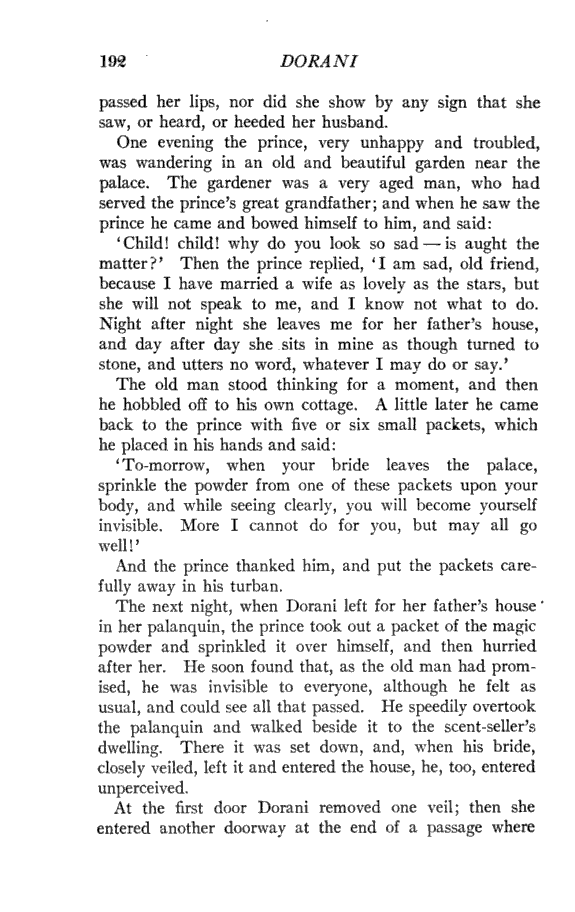 192 DORANI
passed her lips, nor did she show by any sign that she
saw, or heard, or heeded her husband.
One evening the prince, very unhappy and troubled,
was wandering in an old and beautiful garden near the
palace. The gardener was a very aged man, who had
served the prince's great grandfather; and when he saw the
prince he came and bowed himself to him, and said:
'Child! child! why do you look so sad — is aught the
matter?' Then the prince replied, 'I am sad, old friend,
because I have married a wife as lovely as the stars, but
she will not speak to me, and I know not what to do.
Night after night she leaves me for her father's house,
and day after day she sits in mine as though turned to
stone, and utters no word, whatever I may do or say.'
The old man stood thinking for a moment, and then
he hobbled off to his own cottage. A little later he came
back to the prince with five or six small packets, which
he placed in his hands and said:
'To-morrow, when your bride leaves the palace,
sprinkle the powder from one of these packets upon your
body, and while seeing clearly, you will become yourself
invisible. More I cannot do for you, but may all go
well!'
And the prince thanked him, and put the packets care-
fully away in his turban.
The next night, when Dorani left for her father's house
in her palanquin, the prince took out a packet of the magic
powder and sprinkled it over himself, and then hurried
after her. He soon found that, as the old man had prom-
ised, he was invisible to everyone, although he felt as
usual, and could see all that passed. He speedily overtook
the palanquin and walked beside it to the scent-seller's
dwelling. There it was set down, and, when his bride,
closely veiled, left it and entered the house, he, too, entered
unperceived.
At the first door Dorani removed one veil; then she
entered another doorway at the end of a passage where